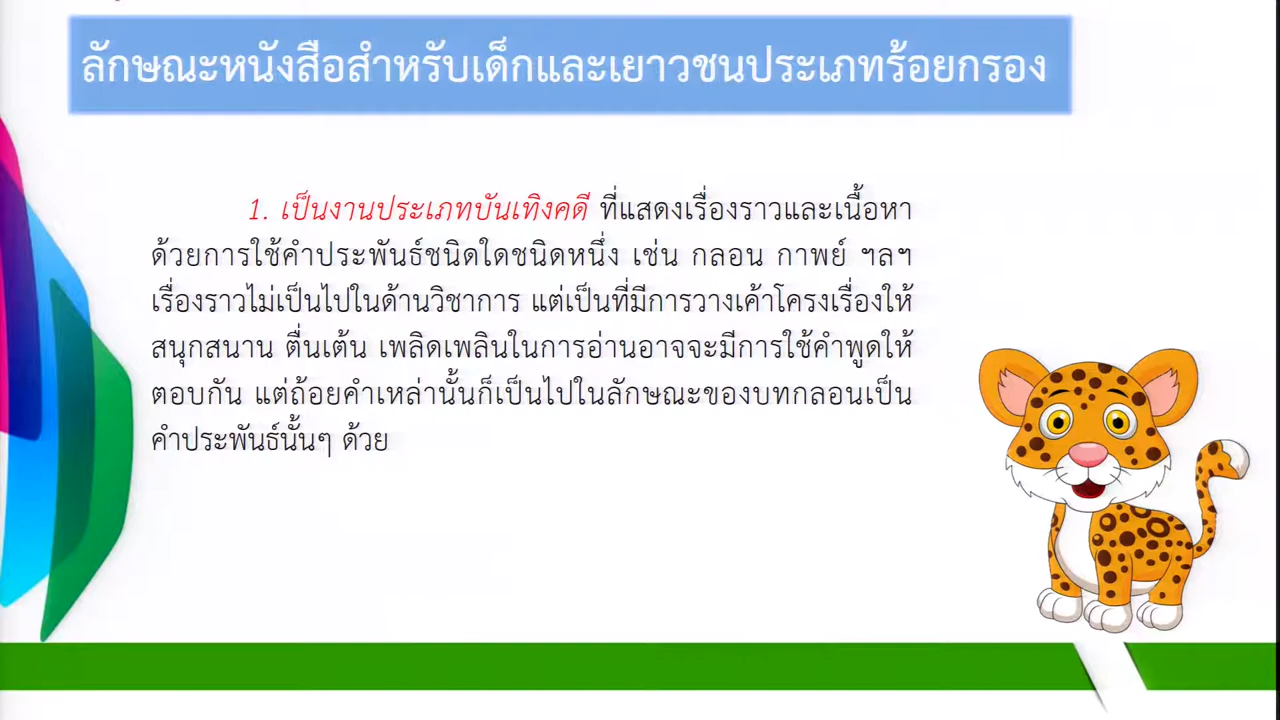 ลักษณะหนังสือสำหรับเด็กและเยาวชนประเภทร้อยกรอง
1. เป็นงานประเภทบันเทิงคดี ที่แสดงเรื่องราวและเนื้อหา
ด้วยการใช้คำประพันธ์ชนิดใดชนิดหนึ่ง เช่น กลอน กาพย์ ฯลฯ
เรื่องราวไม่เป็นไปในด้านวิชาการ แต่เป็นที่มีการวางเค้าโครงเรื่องให้
สนุกสนาน ตื่นเต้น เพลิดเพลินในการอ่านอาจจะมีการใช้คำพูดให้
ตอบกัน แต่ถ้อยคำเหล่านั้นก็เป็นไปในลักษณะของบทกลอนเป็น
คำประพันธ์นั้นๆ ด้วย